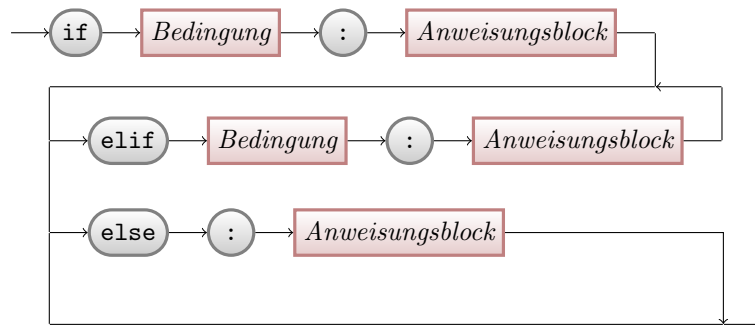 if Bedingung : Anweisungsblock
elif Bedingung : Anweisungsblock
else : Anweisungsblock